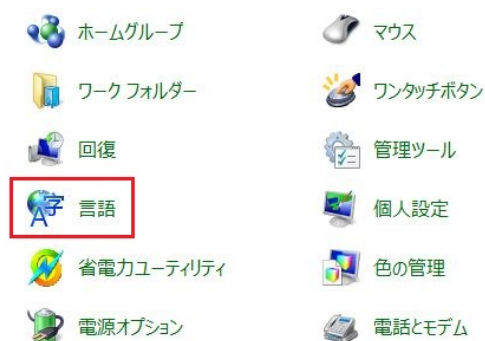 ホームグループ
マウス
ワーク フォルダー
ワンタッチボタン
回復
管理ツール
言語
個人設定
省電力ユーティリティ
色の管理
電源オプション
電話とモデム